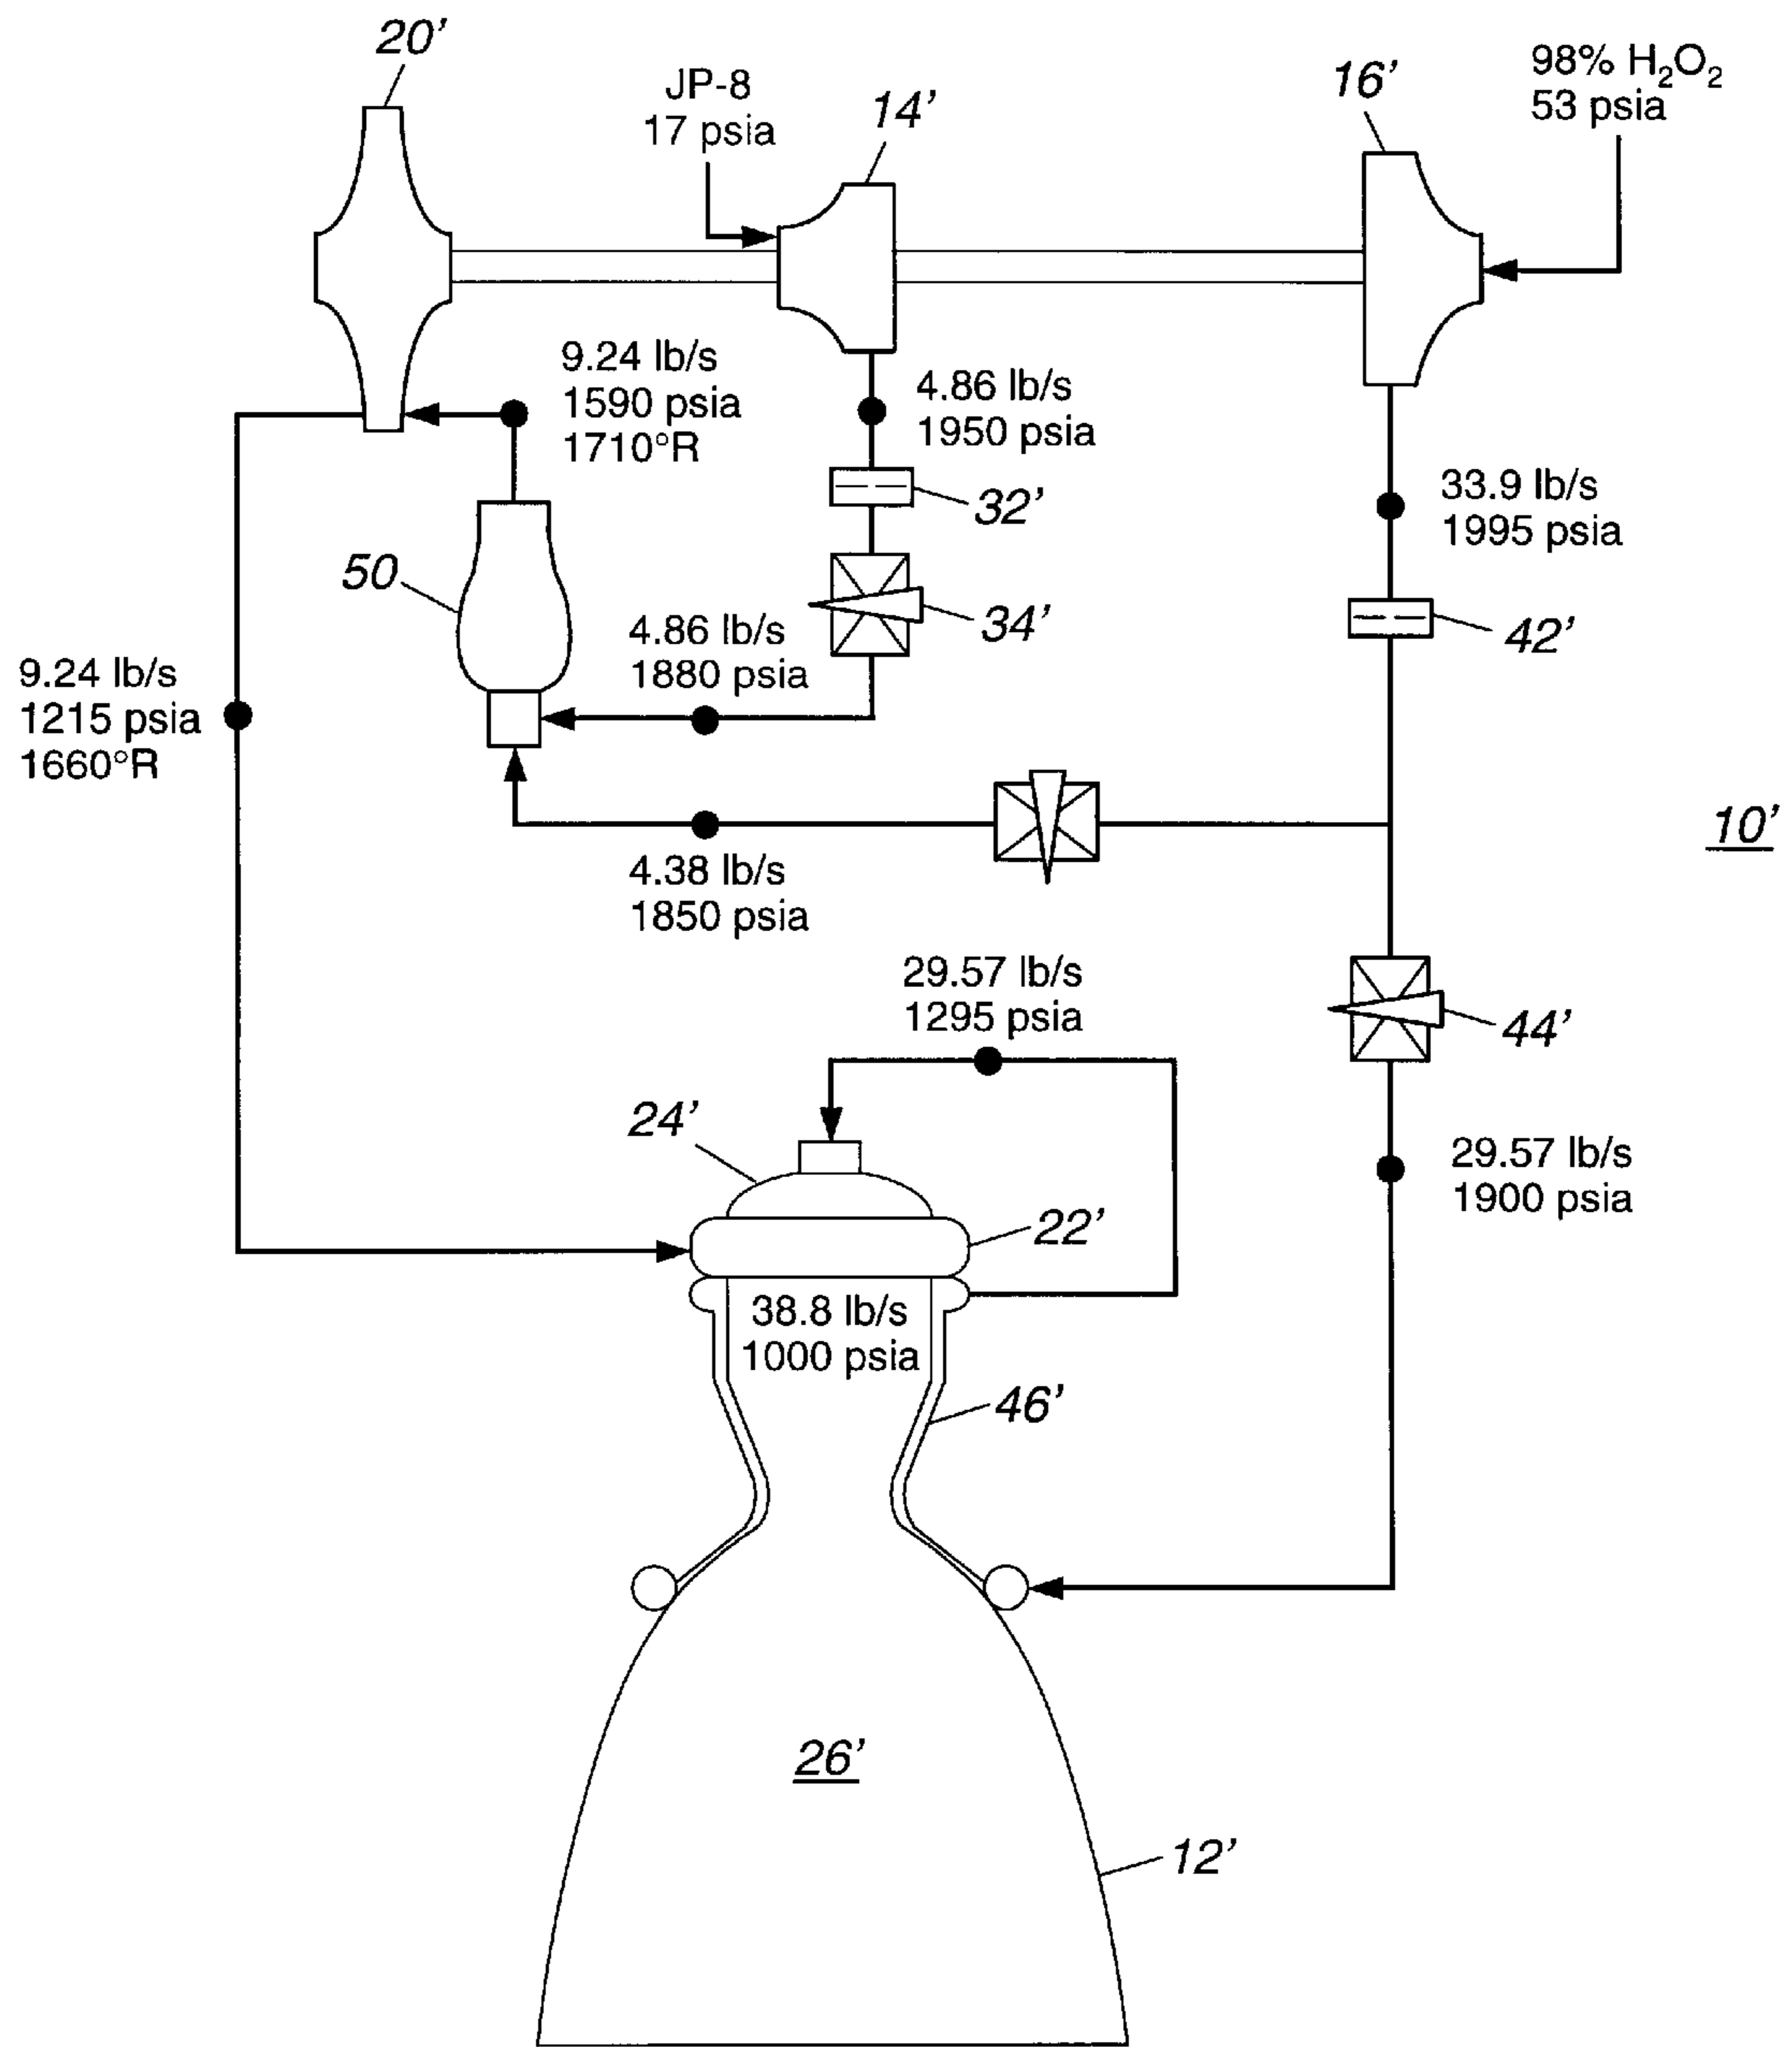 20’
JP-8
17 psia
14’
16’
98% H₂O₂
53 psia
9.24 lb/s
1590 psia
1710°R
4.86 lb/s
1950 psia
32’
33.9 lb/s
1995 psia
50
34’
42’
4.86 lb/s
1880 psia
9.24 lb/s
1215 psia
1660°R
10’
4.38 lb/s
1850 psia
29.57 lb/s
1295 psia
44’
24’
29.57 lb/s
1900 psia
22’
38.8 lb/s
1000 psia
46’
26’
12’